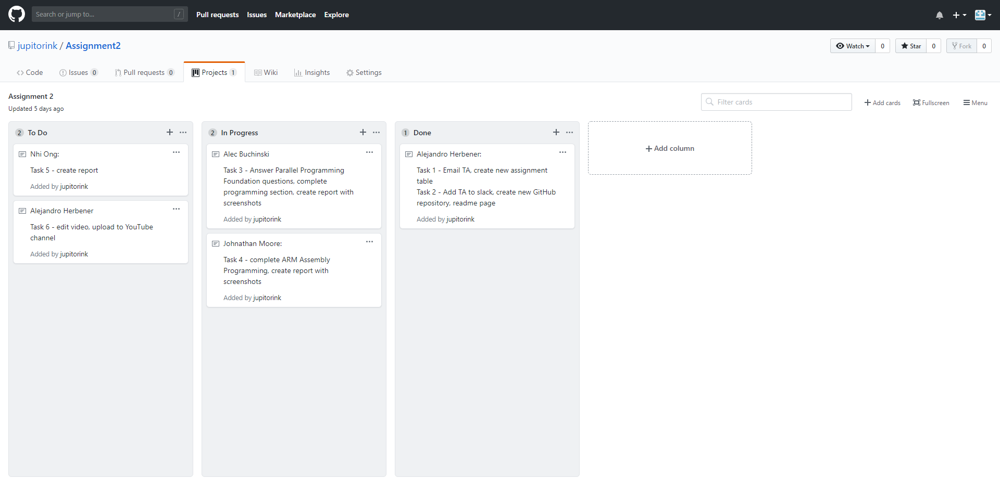 Search or jump to... /
Pull requests Issues Marketplace Explore
jupitorink / Assignment2
Watch 0 Star 0 Fork 0
Code Issues 0 Pull requests 0 Projects 1 Wiki Insights Settings
Assignment 2
Updated 5 days ago
Filter cards
Add cards Fullscreen Menu
2 To Do
Nhi Ong:
Task 5 - create report
Added by jupitorink
Alejandro Herbener
Task 6 - edit video, upload to YouTube
channel
Added by jupitorink
2 In Progress
Alec Buchinski
Task 3 - Answer Parallel Programming
Foundation questions, complete
programming section, create report with
screenshots
Added by jupitorink
Johnathan Moore:
Task 4 - complete ARM Assembly
Programming, create report with
screenshots
Added by jupitorink
1 Done
Alejandro Herbener:
Task 1 - Email TA, create new assignment
table
Task 2 - Add TA to slack, create new GitHub
repository, readme page
Added by jupitorink
Add column